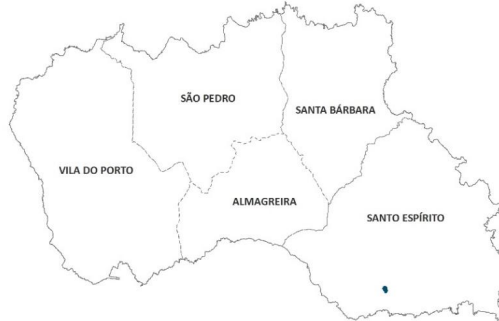 SÃO PEDRO
SANTA BÁRBARA
VILA DO PORTO
ALMAGREIRA
SANTO ESPÍRITO